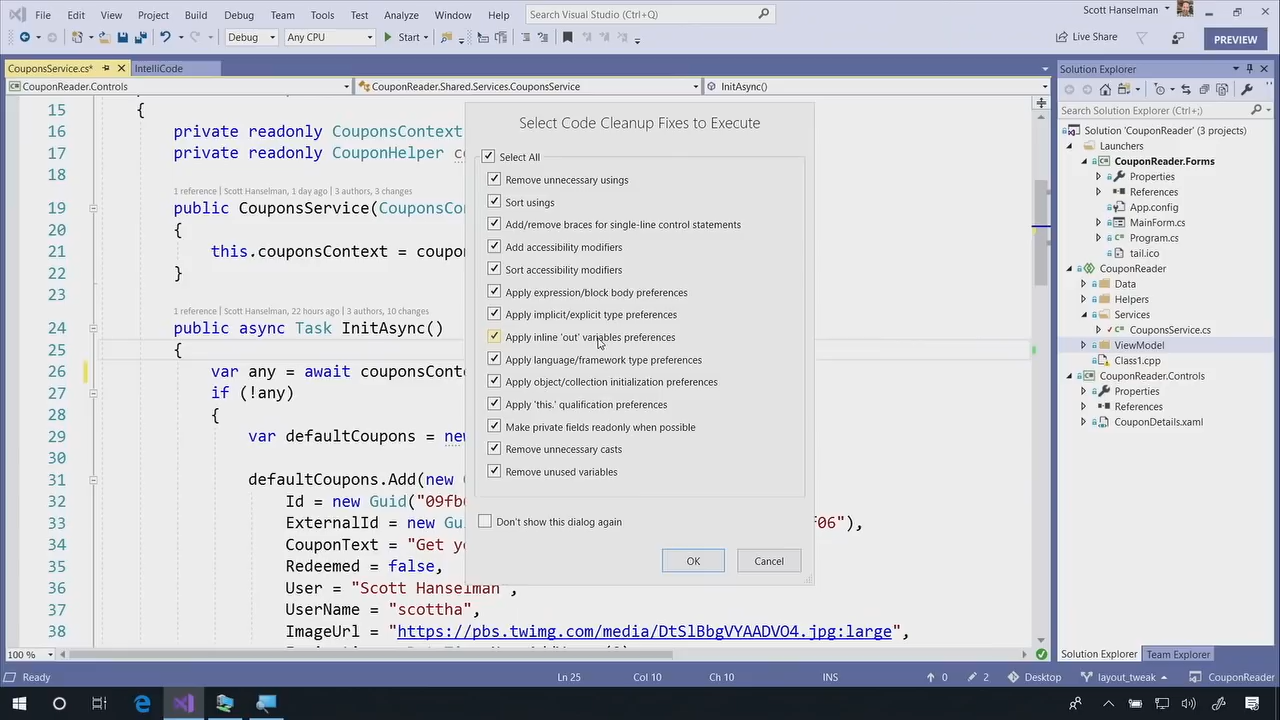 File Edit View Project Build Debug Team Tools Test Analyze Window Help Search Visual Studio (Ctrl+Q) Scott Hanselman
Debug Any CPU Start Live Share PREVIEW
CouponsService.cs* IntelliCode
CouponReader.Controls CouponReader.Shared.Services.CouponsService InitAsync()
15 {
16 private readonly CouponsContext
17 private readonly CouponHelper
18
1 reference | Scott Hanselman, 1 day ago | 3 authors, 3 changes
19 public CouponsService(
20 {
21 this.couponsContext =
22 }
23
1 reference | Scott Hanselman, 22 hours ago | 3 authors, 10 changes
24 public async Task InitAsync()
25 {
26 var any = await
27 if (!any)
28 {
29 var defaultCoupons =
30
31 defaultCoupons.Add(new
32 Id = new Guid(
33 ExternalId = new 06"),
34 CouponText = "Get
35 Redeemed = false,
36 User = "Scott Hanselman",
37 UserName = "scottha",
38 ImageUrl = "https://pbs.twimg.com/media/DtSlBbgVYAADVO4.jpg:large",
100 %
Select Code Cleanup Fixes to Execute
Select All
Remove unnecessary usings
Sort usings
Add/remove braces for single-line control statements
Add accessibility modifiers
Sort accessibility modifiers
Apply expression/block body preferences
Apply implicit/explicit type preferences
Apply inline 'out' variables preferences
Apply language/framework type preferences
Apply object/collection initialization preferences
Apply 'this.' qualification preferences
Make private fields readonly when possible
Remove unnecessary casts
Remove unused variables
Don't show this dialog again
OK Cancel
Solution Explorer
Search Solution Explorer (Ctrl+;)
Solution 'CouponReader' (3 projects)
Launchers
CouponReader.Forms
Properties
References
App.config
MainForm.cs
Program.cs
tail.ico
CouponReader
Data
Helpers
Services
CouponsService.cs
ViewModel
Class1.cpp
CouponReader.Controls
Properties
References
CouponDetails.xaml
Solution Explorer Team Explorer
Ready Ln 25 Col 10 Ch 10 INS 0 2 Desktop layout_tweak CouponReader